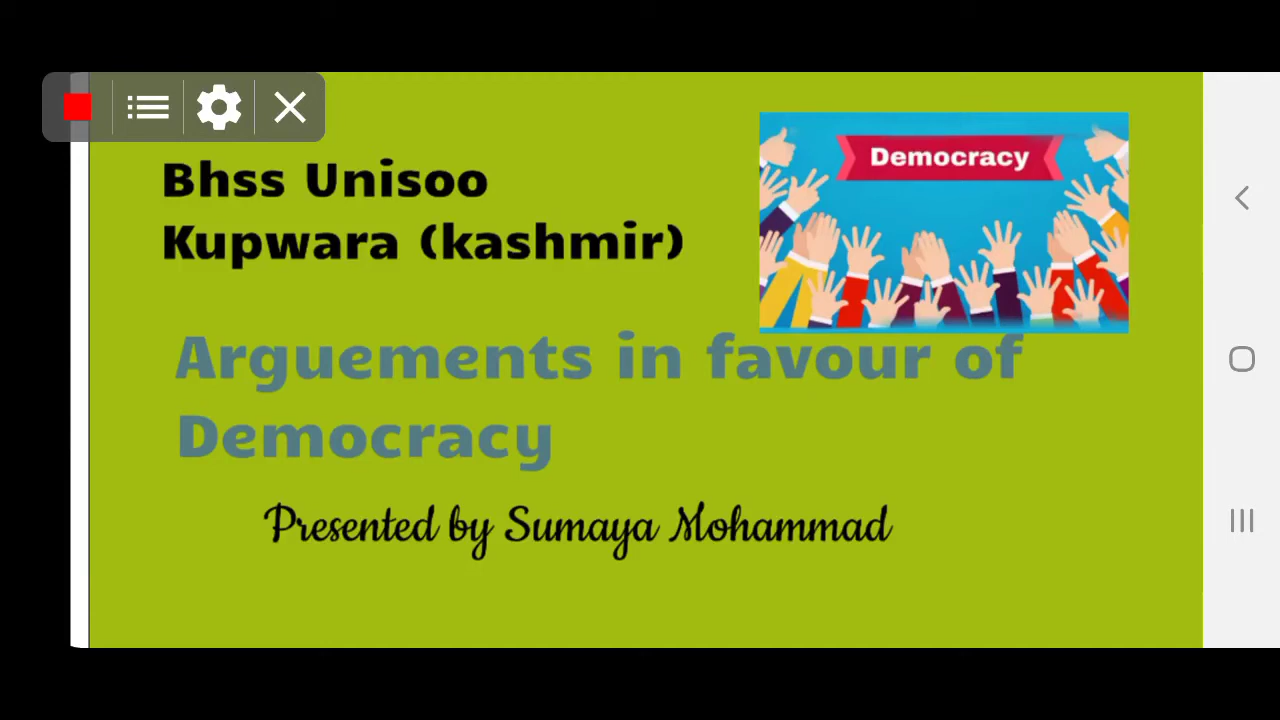 Bhss Unisoo
Kupwara (kashmir)
Democracy
Arguements in favour of
Democracy
Presented by Sumaya Mohammad